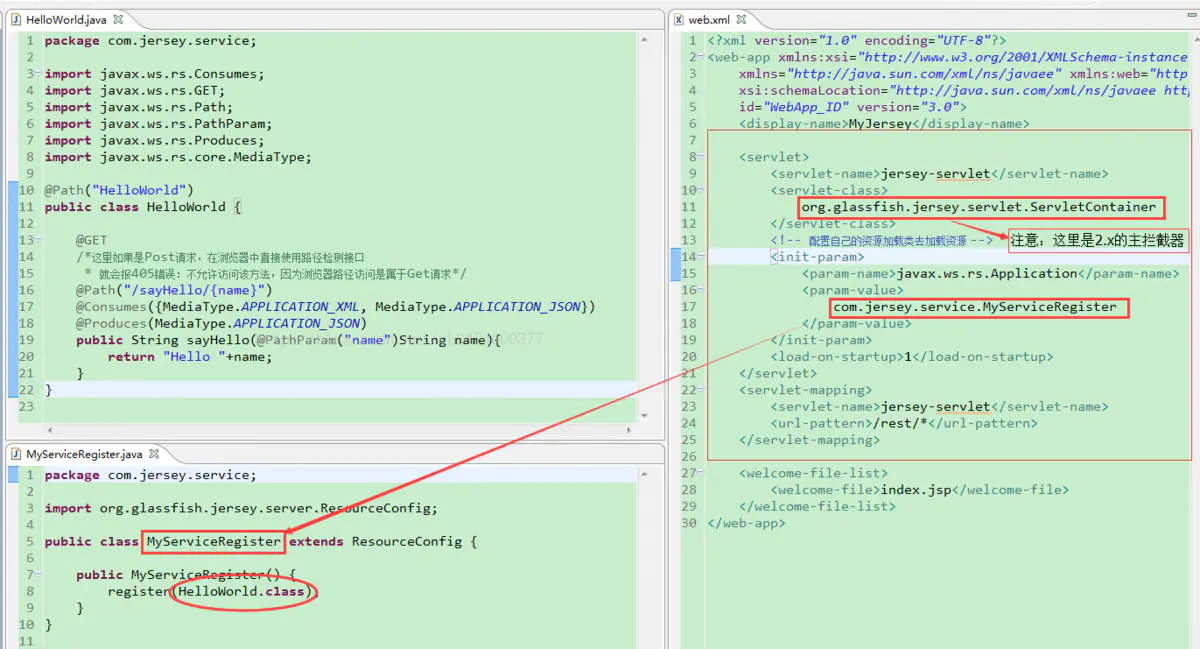 HelloWorld.java
1 package com.jersey.service;
2
3 import javax.ws.rs.Consumes;
4 import javax.ws.rs.GET;
5 import javax.ws.rs.Path;
6 import javax.ws.rs.PathParam;
7 import javax.ws.rs.Produces;
8 import javax.ws.rs.core.MediaType;
9
10 @Path("HelloWorld")
11 public class HelloWorld {
12
13 @GET
14 /*这里如果是Post请求，在浏览器中直接使用路径检测接口
15 * 就会报405错误：不允许访问该方法，因为浏览器路径访问是属于Get请求*/
16 @Path("/sayHello/{name}")
17 @Consumes({MediaType.APPLICATION_XML, MediaType.APPLICATION_JSON})
18 @Produces(MediaType.APPLICATION_JSON)
19 public String sayHello(@PathParam("name")String name){
20 return "Hello "+name;
21 }
22 }
23
MyServiceRegister.java
1 package com.jersey.service;
2
3 import org.glassfish.jersey.server.ResourceConfig;
4
5 public class MyServiceRegister extends ResourceConfig {
6
7 public MyServiceRegister() {
8 register(HelloWorld.class)
9 }
10 }
11
web.xml
1 <?xml version="1.0" encoding="UTF-8"?>
2 <web-app xmlns:xsi="http://www.w3.org/2001/XMLSchema-instance
3 xmlns="http://java.sun.com/xml/ns/javaee" xmlns:web="http
4 xsi:schemaLocation="http://java.sun.com/xml/ns/javaee htt
5 id="WebApp_ID" version="3.0">
6 <display-name>MyJersey</display-name>
7
8 <servlet>
9 <servlet-name>jersey-servlet</servlet-name>
10 <servlet-class>
11 org.glassfish.jersey.servlet.ServletContainer
12 </servlet-class>
13 <!-- 配置自己的资源加载类去加载资源 -->
注意：这里是2.x的主拦截器
14 <init-param>
15 <param-name>javax.ws.rs.Application</param-name>
16 <param-value>
17 com.jersey.service.MyServiceRegister
18 </param-value>
19 </init-param>
20 <load-on-startup>1</load-on-startup>
21 </servlet>
22 <servlet-mapping>
23 <servlet-name>jersey-servlet</servlet-name>
24 <url-pattern>/rest/*</url-pattern>
25 </servlet-mapping>
26
27 <welcome-file-list>
28 <welcome-file>index.jsp</welcome-file>
29 </welcome-file-list>
30 </web-app>